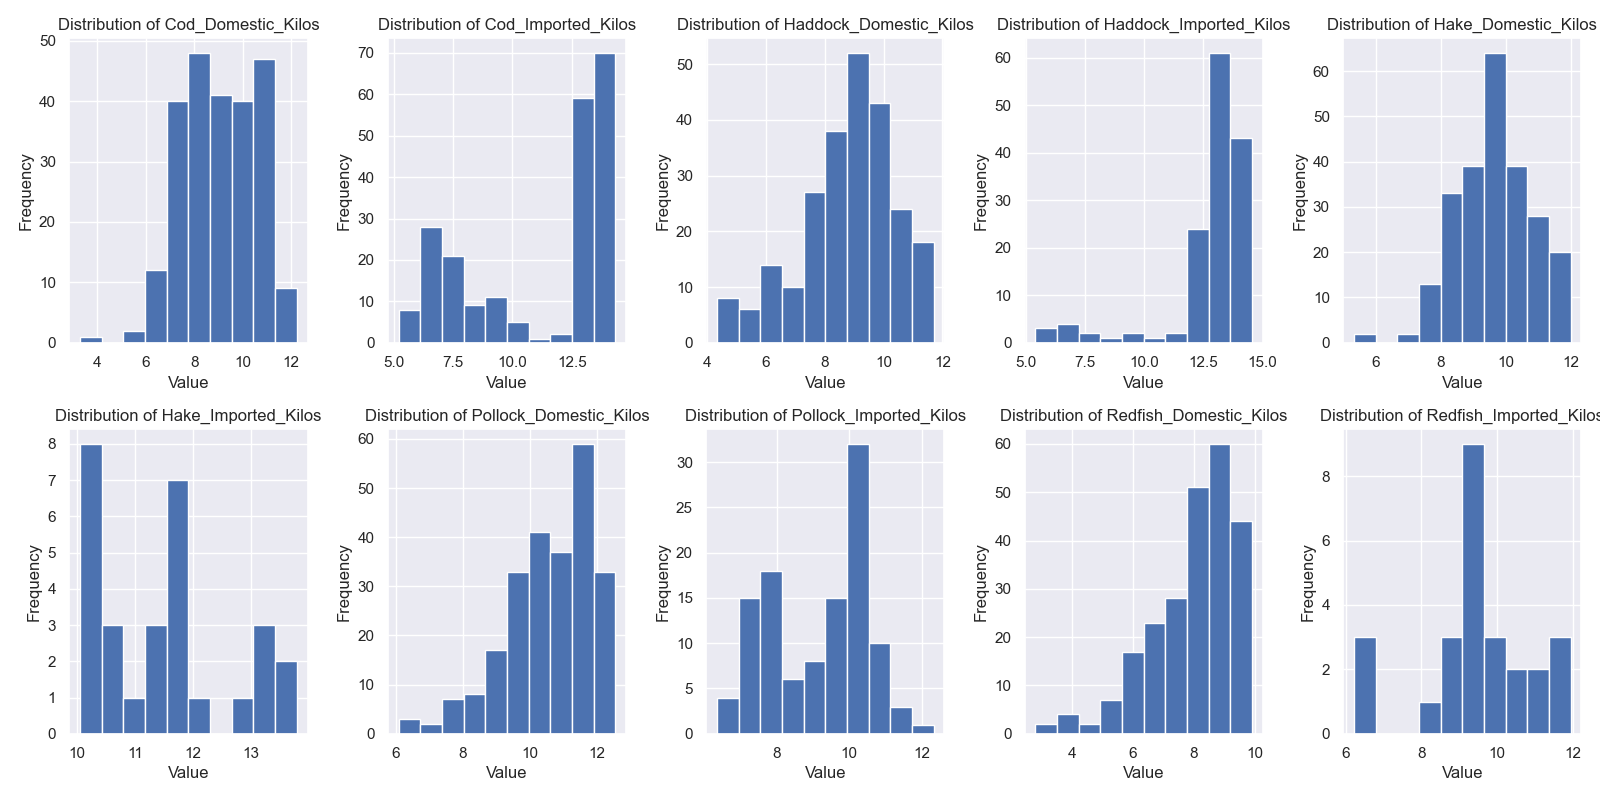 Distribution of Cod_Domestic_Kilos
50
40
30
20
10
0
Frequency
4 6 8 10 12
Value
Distribution of Cod_Imported_Kilos
70
60
50
40
30
20
10
0
Frequency
5.0 7.5 10.0 12.5
Value
Distribution of Haddock_Domestic_Kilos
50
40
30
20
10
0
Frequency
4 6 8 10 12
Value
Distribution of Haddock_Imported_Kilos
60
50
40
30
20
10
0
Frequency
5.0 7.5 10.0 12.5 15.0
Value
Distribution of Hake_Domestic_Kilos
60
50
40
30
20
10
0
Frequency
6 8 10 12
Value
Distribution of Hake_Imported_Kilos
8
7
6
5
4
3
2
1
0
Frequency
10 11 12 13
Value
Distribution of Pollock_Domestic_Kilos
60
50
40
30
20
10
0
Frequency
6 8 10 12
Value
Distribution of Pollock_Imported_Kilos
30
25
20
15
10
5
0
Frequency
8 10 12
Value
Distribution of Redfish_Domestic_Kilos
60
50
40
30
20
10
0
Frequency
4 6 8 10
Value
Distribution of Redfish_Imported_Kilos
8
6
4
2
0
Frequency
6 8 10 12
Value